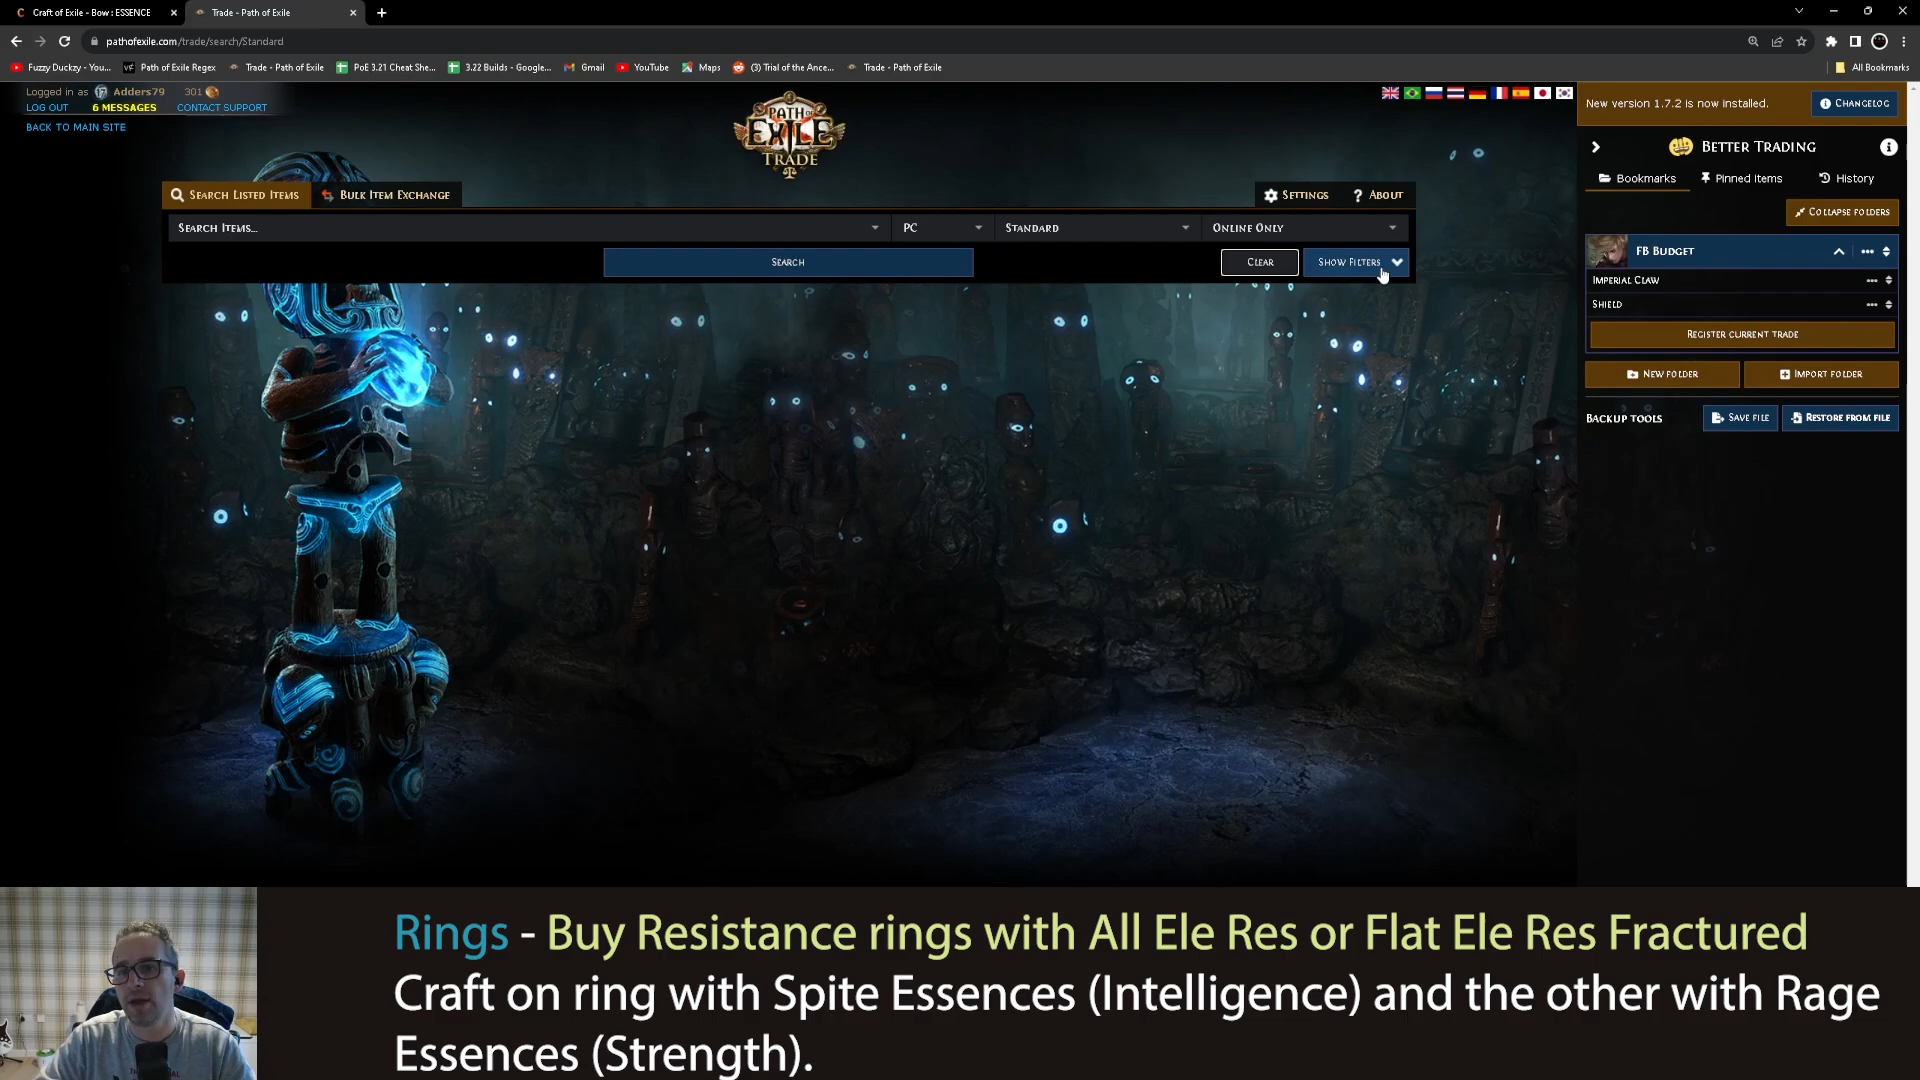 Craft of Exile - Bow : ESSENCE
Trade - Path of Exile
pathofexile.com/trade/search/Standard
Fuzzy Duckzy - You...
Path of Exile Regex
Trade - Path of Exile
PoE 3.21 Cheat She...
3.22 Builds - Google...
Gmail
YouTube
Maps
(3) Trial of the Ance...
Trade - Path of Exile
All Bookmarks
Logged in as Adders79 301
LOG OUT 6 MESSAGES CONTACT SUPPORT
BACK TO MAIN SITE
PATH OF EXILE TRADE
New version 1.7.2 is now installed.
CHANGELOG
BETTER TRADING
Bookmarks
Pinned items
History
SEARCH LISTED ITEMS
BULK ITEM EXCHANGE
SETTINGS
? ABOUT
COLLAPSE FOLDERS
SEARCH ITEMS...
PC
STANDARD
ONLINE ONLY
SEARCH
CLEAR
SHOW FILTERS
FB BUDGET
IMPERIAL CLAW
SHIELD
REGISTER CURRENT TRADE
NEW FOLDER
IMPORT FOLDER
BACKUP TOOLS
SAVE FILE
RESTORE FROM FILE
Rings - Buy Resistance rings with All Ele Res or Flat Ele Res Fractured
Craft on ring with Spite Essences (Intelligence) and the other with Rage
Essences (Strength).